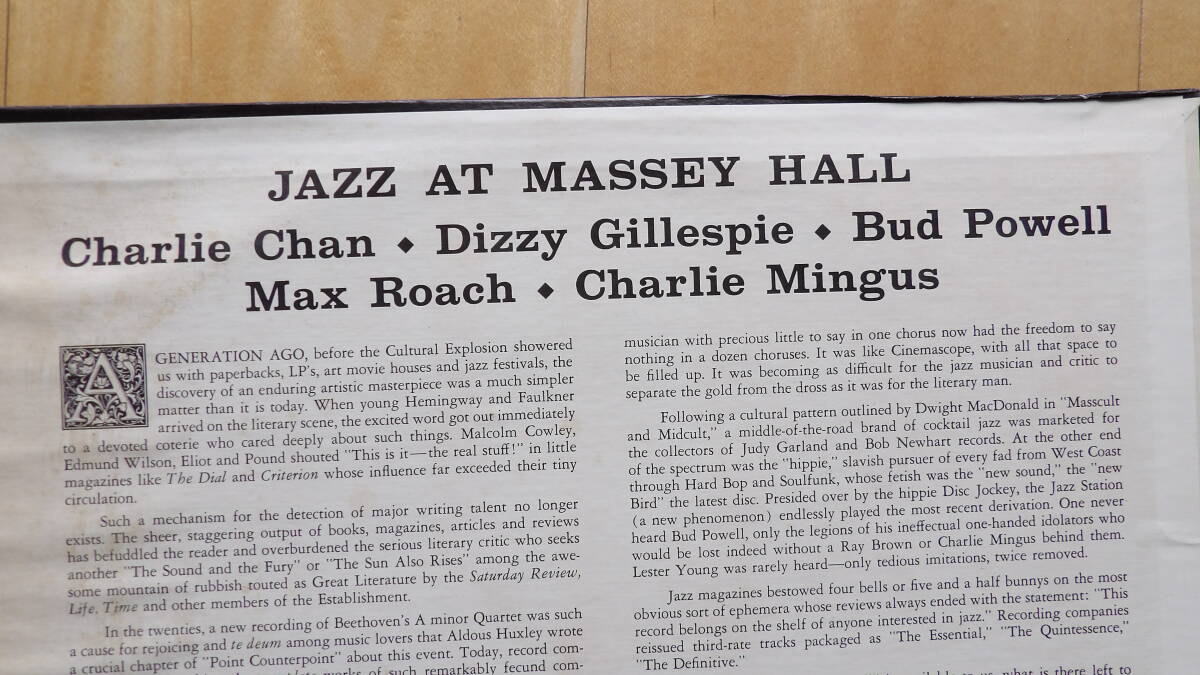 JAZZ AT MASSEY HALL
Charlie Chan ◆ Dizzy Gillespie ◆ Bud Powell
Max Roach ◆ Charlie Mingus
A GENERATION AGO, before the Cultural Explosion showered
us with paperbacks, LP's, art movie houses and jazz festivals, the
discovery of an enduring artistic masterpiece was a much simpler
matter than it is today. When young Hemingway and Faulkner
arrived on the literary scene, the excited word got out immediately
to a devoted coterie who cared deeply about such things. Malcolm Cowley,
Edmund Wilson, Eliot and Pound shouted "This is it—the real stuff!" in little
magazines like The Dial and Criterion whose influence far exceeded their tiny
circulation.
Such a mechanism for the detection of major writing talent no longer
exists. The sheer, staggering output of books, magazines, articles and reviews
has befuddled the reader and overburdened the serious literary critic who seeks
another "The Sound and the Fury" or "The Sun Also Rises" among the awe-
some mountain of rubbish touted as Great Literature by the Saturday Review,
Life, Time and other members of the Establishment.
In the twenties, a new recording of Beethoven's A minor Quartet was such
a cause for rejoicing and te deum among music lovers that Aldous Huxley wrote
a crucial chapter of "Point Counterpoint" about this event. Today, record com-
works of such remarkably fecund com-
musician with precious little to say in one chorus now had the freedom to say
nothing in a dozen choruses. It was like Cinemascope, with all that space to
be filled up. It was becoming as difficult for the jazz musician and critic to
separate the gold from the dross as it was for the literary man.
Following a cultural pattern outlined by Dwight MacDonald in "Masscult
and Midcult," a middle-of-the-road brand of cocktail jazz was marketed for
the collectors of Judy Garland and Bob Newhart records. At the other end
of the spectrum was the "hippie," slavish pursuer of every fad from West Coast
through Hard Bop and Soulfunk, whose fetish was the "new sound," the "new
Bird" the latest disc. Presided over by the hippie Disc Jockey, the Jazz Station
(a new phenomenon) endlessly played the most recent derivation. One never
heard Bud Powell, only the legions of his ineffectual one-handed idolators who
would be lost indeed without a Ray Brown or Charlie Mingus behind them.
Lester Young was rarely heard—only tedious imitations, twice removed.
Jazz magazines bestowed four bells or five and a half bunnys on the most
obvious sort of ephemera whose reviews always ended with the statement: "This
record belongs on the shelf of anyone interested in jazz." Recording companies
reissued third-rate tracks packaged as "The Essential," "The Quintessence,"
"The Definitive."
to us, what is there left to